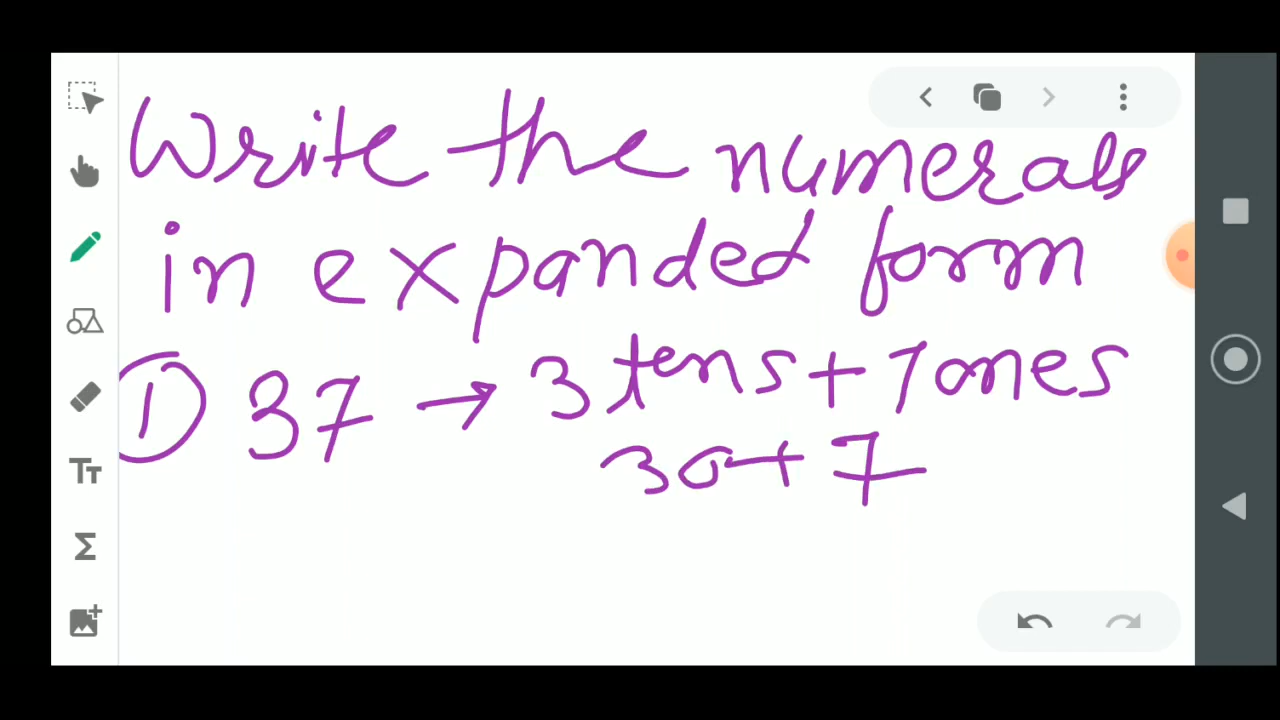 Write the numerals
in expanded form
① 37 → 3 tens + 7 ones
30 + 7